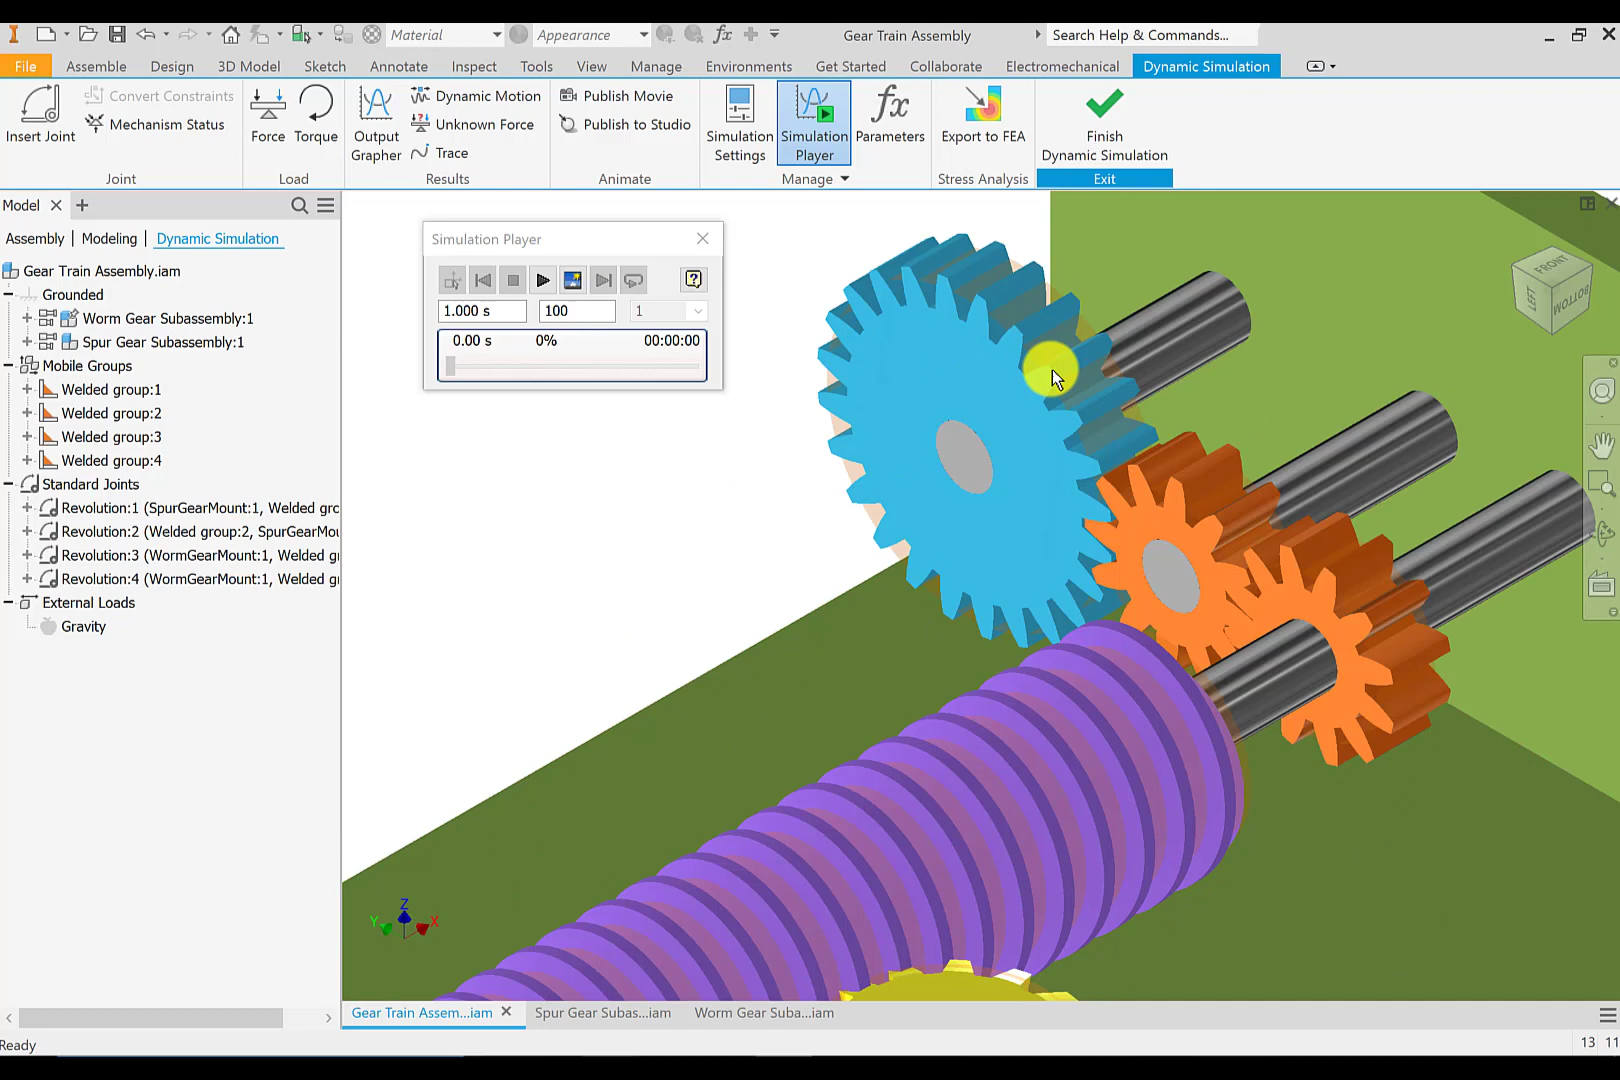 Material
Appearance
fx
Gear Train Assembly
Search Help & Commands...
File
Assemble
Design
3D Model
Sketch
Annotate
Inspect
Tools
View
Manage
Environments
Get Started
Collaborate
Electromechanical
Dynamic Simulation
Insert Joint
Convert Constraints
Mechanism Status
Joint
Force
Torque
Load
Output
Grapher
Dynamic Motion
Unknown Force
Trace
Results
Publish Movie
Publish to Studio
Animate
Simulation
Settings
Simulation
Player
fx
Parameters
Manage
Export to FEA
Stress Analysis
Finish
Dynamic Simulation
Exit
Model
Assembly
Modeling
Dynamic Simulation
Gear Train Assembly.iam
Grounded
Worm Gear Subassembly:1
Spur Gear Subassembly:1
Mobile Groups
Welded group:1
Welded group:2
Welded group:3
Welded group:4
Standard Joints
Revolution:1 (SpurGearMount:1, Welded grc
Revolution:2 (Welded group:2, SpurGearMou
Revolution:3 (WormGearMount:1, Welded gr
Revolution:4 (WormGearMount:1, Welded gr
External Loads
Gravity
Simulation Player
1.000 s
100
1
0.00 s
0%
00:00:00
FRONT
LEFT
BOTTOM
Z
Y
X
Gear Train Assem...iam
Spur Gear Subas...iam
Worm Gear Suba...iam
Ready
13
11